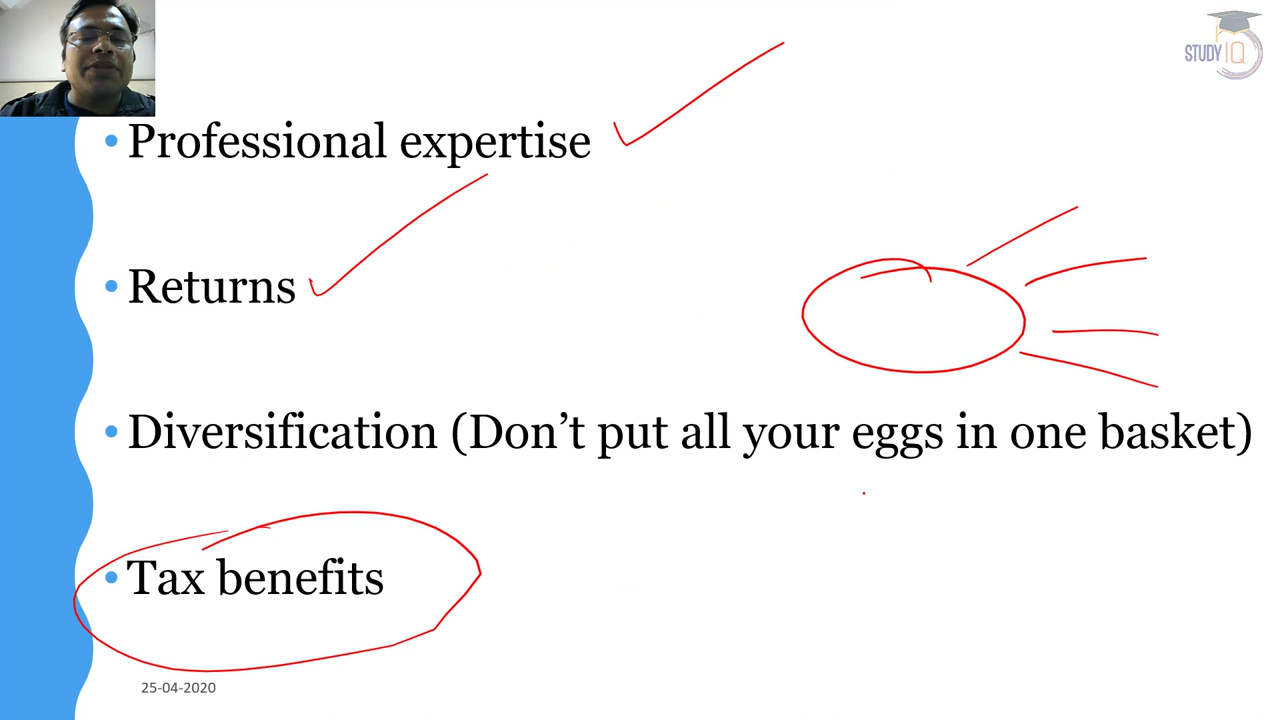 STUDY IQ
• Professional expertise
• Returns
• Diversification (Don’t put all your eggs in one basket)
• Tax benefits
25-04-2020